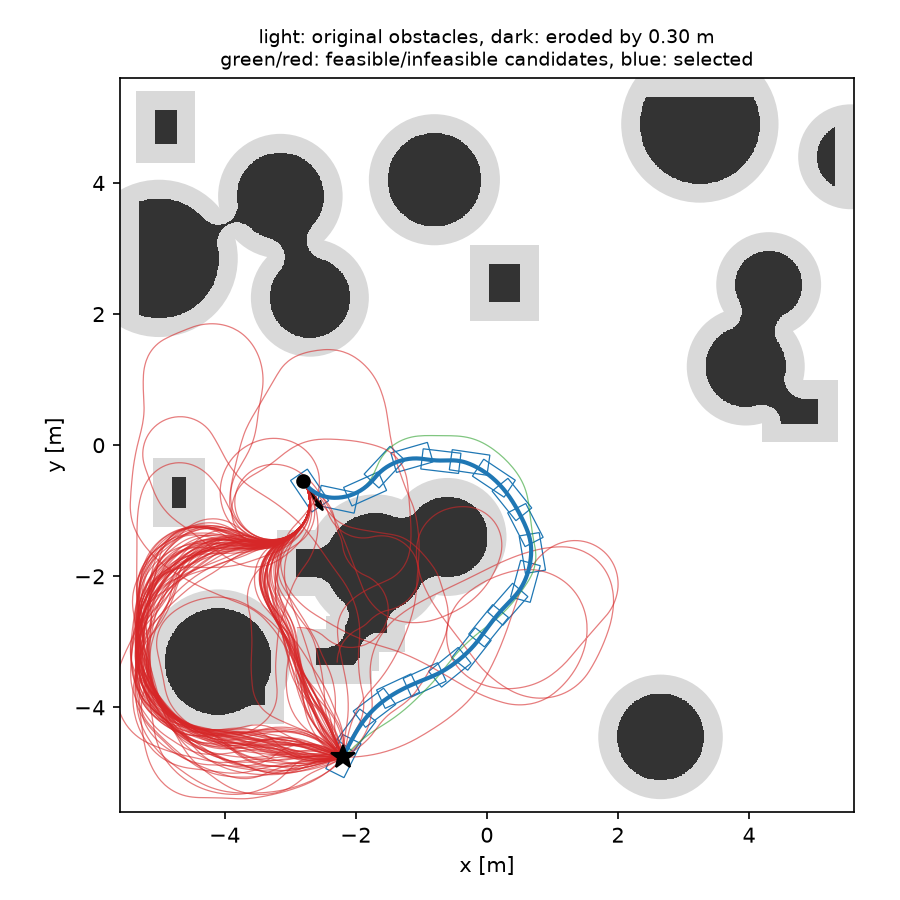 light: original obstacles, dark: eroded by 0.30 m
green/red: feasible/infeasible candidates, blue: selected
y [m]
4
2
0
−2
−4
−4
−2
0
2
4
x [m]